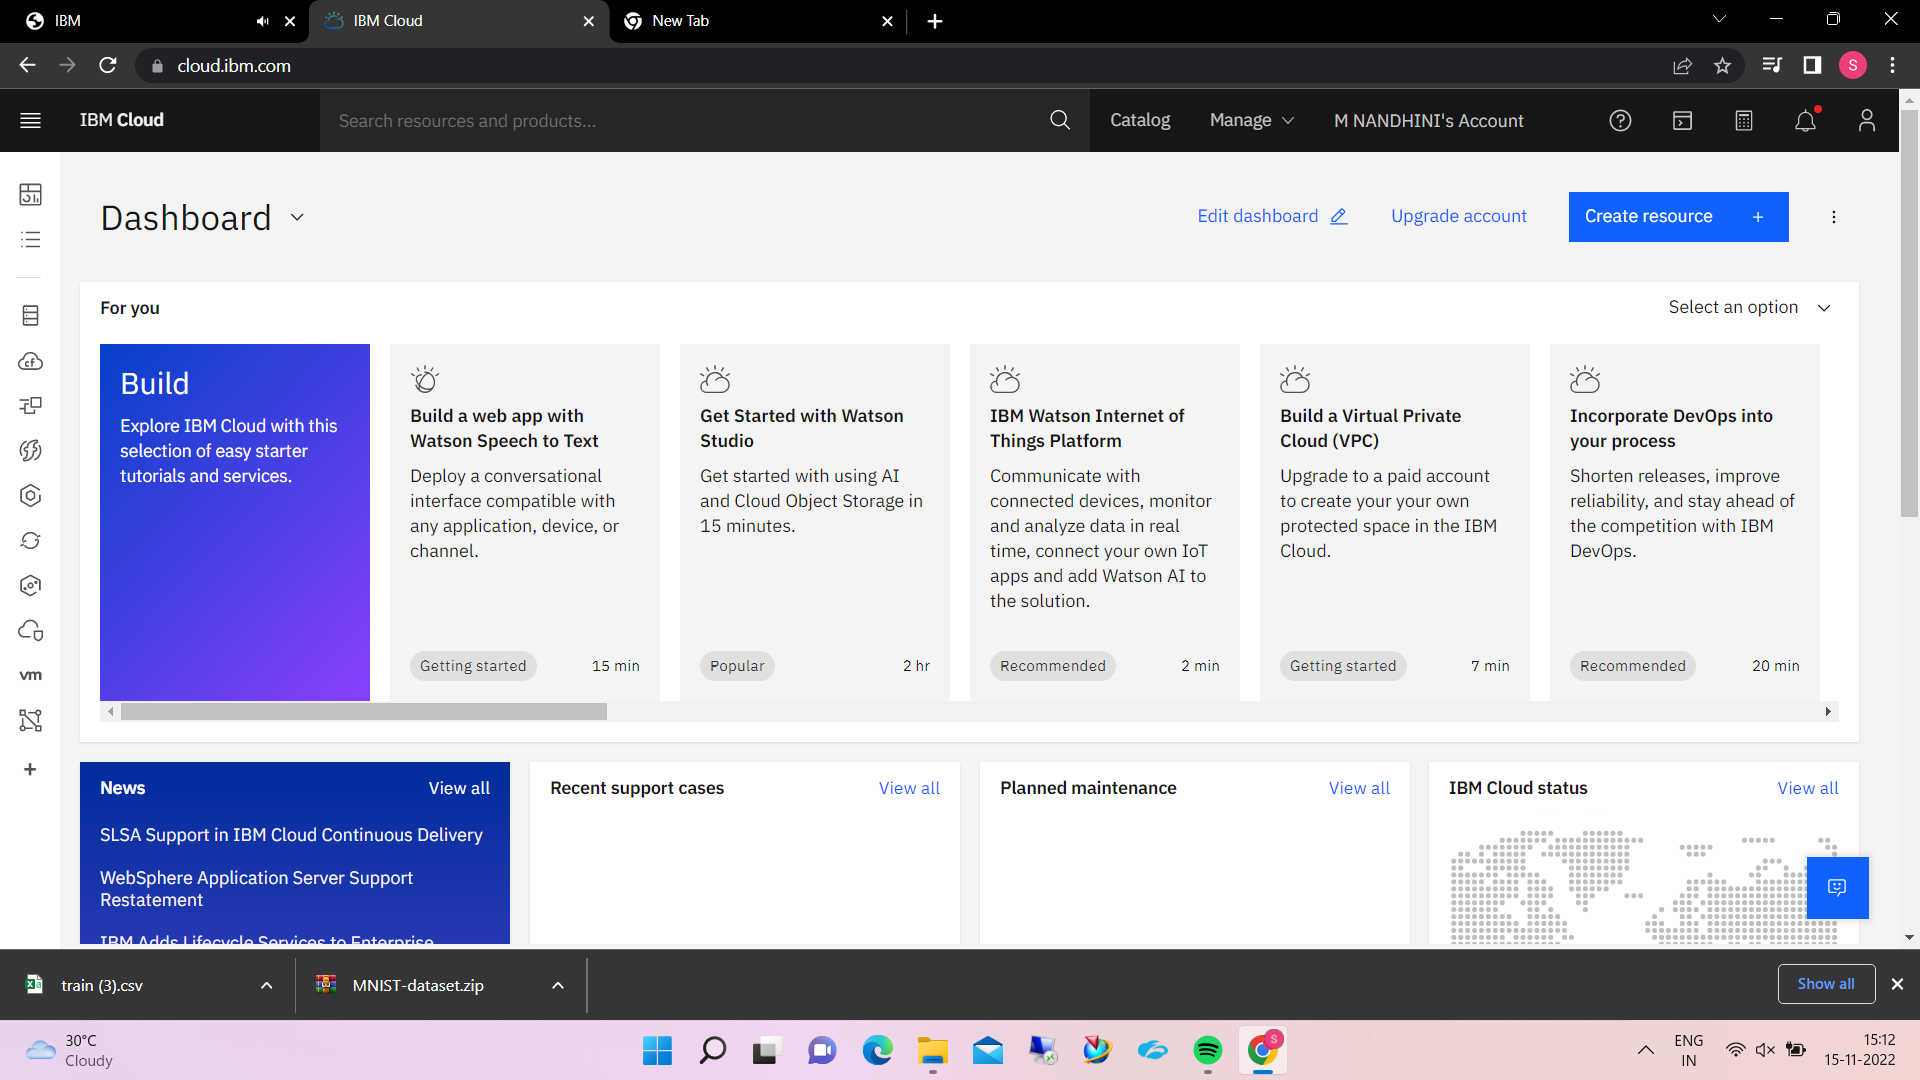 IBM
IBM Cloud
New Tab
cloud.ibm.com
S
IBM Cloud
Search resources and products...
Catalog
Manage
M NANDHINI's Account
Dashboard
Edit dashboard
Upgrade account
Create resource +
For you
Select an option
Build
Explore IBM Cloud with this
selection of easy starter
tutorials and services.
Build a web app with
Watson Speech to Text
Deploy a conversational
interface compatible with
any application, device, or
channel.
Getting started
15 min
Get Started with Watson
Studio
Get started with using AI
and Cloud Object Storage in
15 minutes.
Popular
2 hr
IBM Watson Internet of
Things Platform
Communicate with
connected devices, monitor
and analyze data in real
time, connect your own IoT
apps and add Watson AI to
the solution.
Recommended
2 min
Build a Virtual Private
Cloud (VPC)
Upgrade to a paid account
to create your your own
protected space in the IBM
Cloud.
Getting started
7 min
Incorporate DevOps into
your process
Shorten releases, improve
reliability, and stay ahead of
the competition with IBM
DevOps.
Recommended
20 min
cf
vm
News
View all
SLSA Support in IBM Cloud Continuous Delivery
WebSphere Application Server Support
Restatement
IBM Adds Lifecycle Services to Enterprise
Recent support cases
View all
Planned maintenance
View all
IBM Cloud status
View all
train (3).csv
MNIST-dataset.zip
Show all
30°C
Cloudy
S
ENG
IN
15:12
15-11-2022